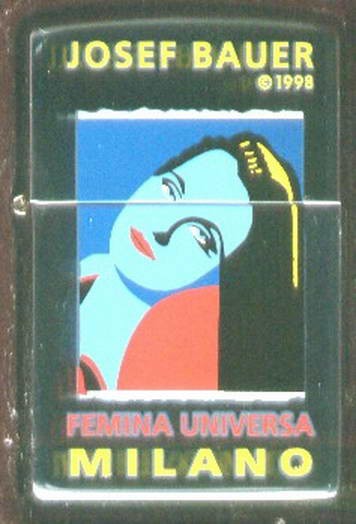 JOSEF BAUER
©1998
FEMINA UNIVERSA
MILANO